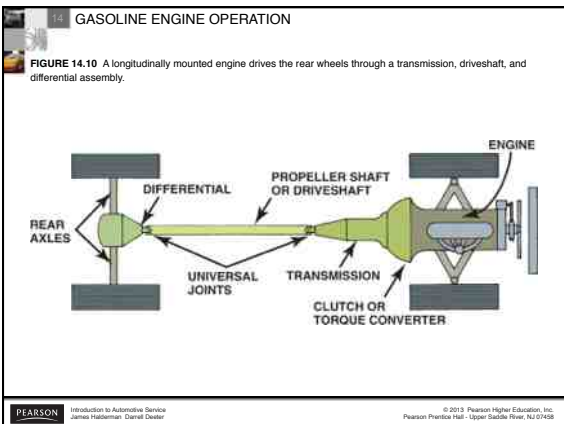 14 GASOLINE ENGINE OPERATION
FIGURE 14.10 A longitudinally mounted engine drives the rear wheels through a transmission, driveshaft, and
differential assembly.
ENGINE
PROPELLER SHAFT
OR DRIVESHAFT
DIFFERENTIAL
REAR
AXLES
UNIVERSAL
JOINTS
TRANSMISSION
CLUTCH OR
TORQUE CONVERTER
PEARSON
Introduction to Automotive Service
James Halderman Darrell Deeter
© 2013 Pearson Higher Education, Inc.
Pearson Prentice Hall - Upper Saddle River, NJ 07458